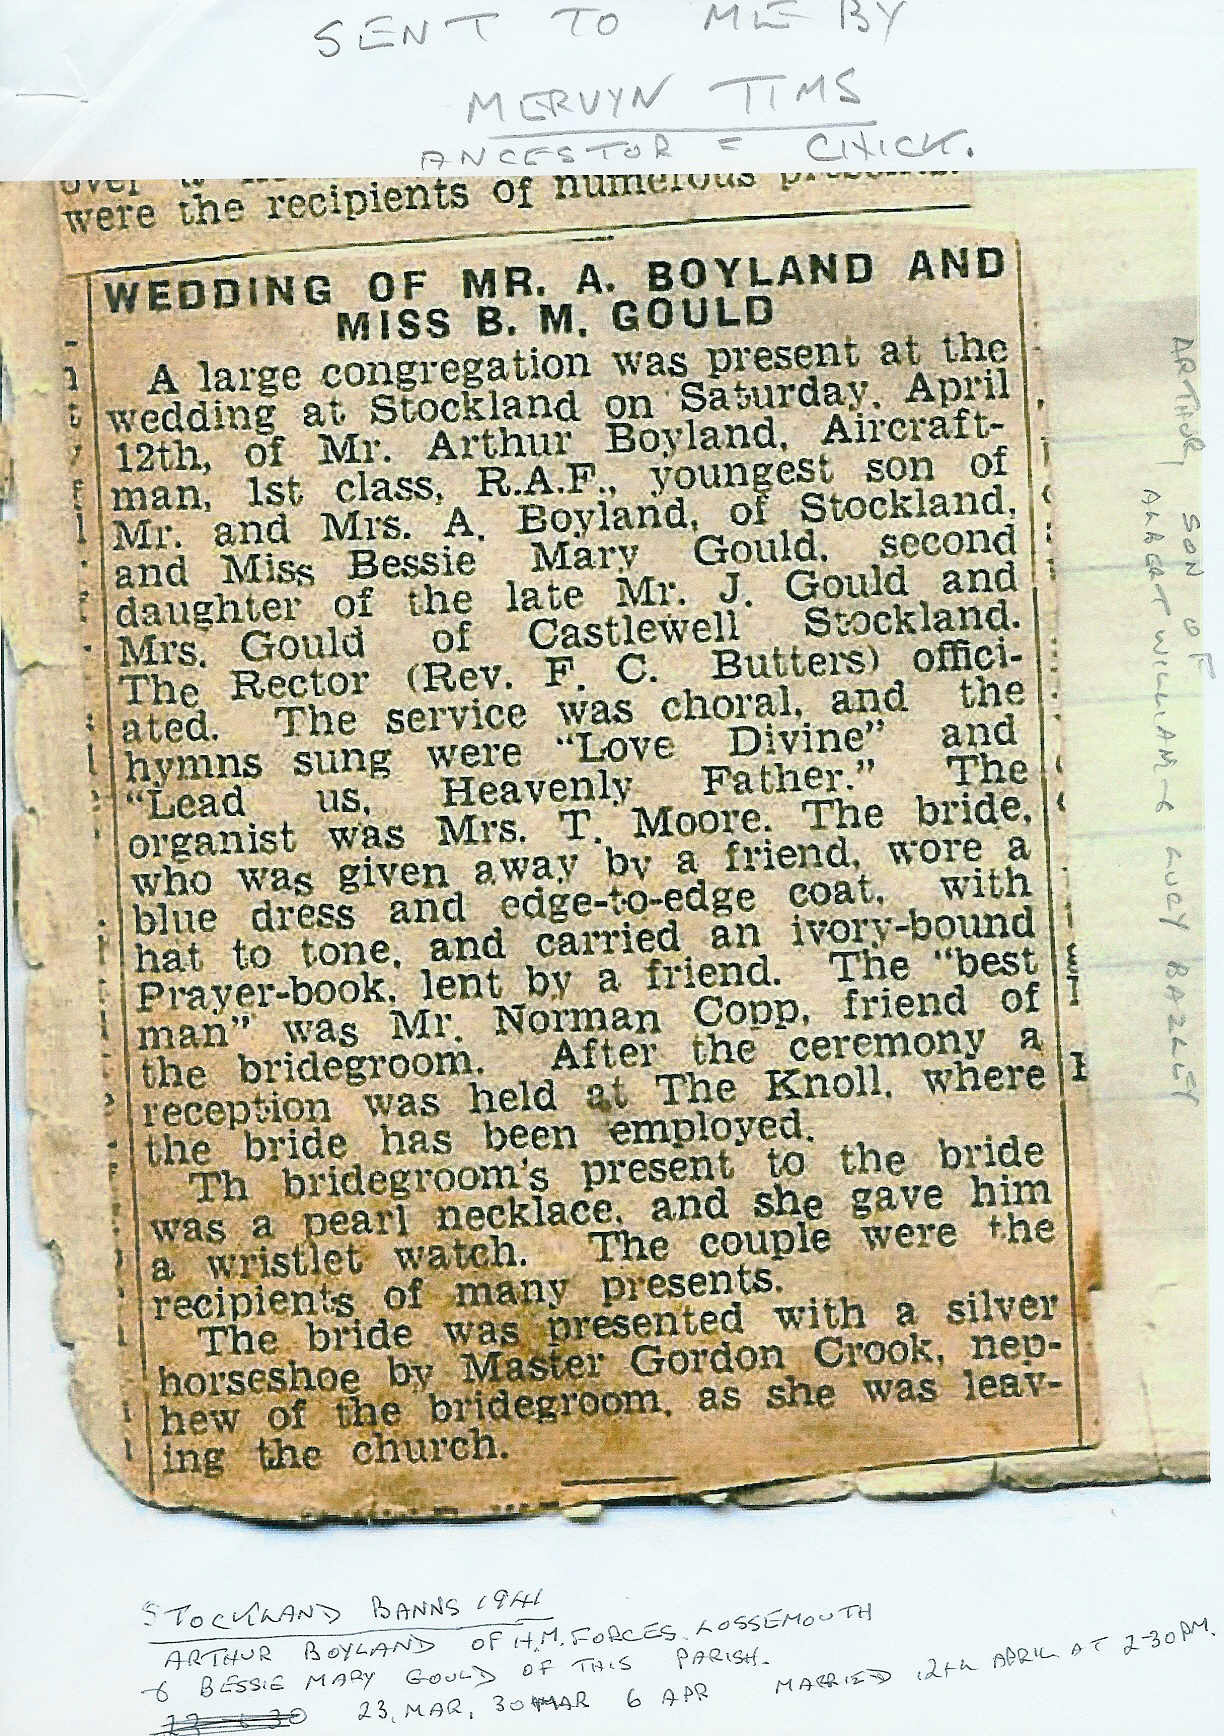 SENT TO ME BY
MERVYN TIMS
ANCESTOR = CHICK.
were the recipients of numerous
WEDDING OF MR. A. BOYLAND AND
MISS B. M. GOULD
A large congregation was present at the
wedding at Stockland on Saturday, April
12th, of Mr. Arthur Boyland, Aircraft-
man, 1st class, R.A.F., youngest son of
Mr. and Mrs. A. Boyland, of Stockland,
and Miss Bessie Mary Gould, second
daughter of the late Mr. J. Gould and
Mrs. Gould of Castlewell Stockland.
The Rector (Rev. F. C. Butters) offici-
ated. The service was choral, and the
hymns sung were “Love Divine” and
“Lead us, Heavenly Father.” The
organist was Mrs. T. Moore. The bride,
who was given away by a friend, wore a
blue dress and edge-to-edge coat, with
hat to tone, and carried an ivory-bound
Prayer-book, lent by a friend. The “best
man” was Mr. Norman Copp, friend of
the bridegroom. After the ceremony a
reception was held at The Knoll, where
the bride has been employed.
Th bridegroom's present to the bride
was a pearl necklace, and she gave him
a wristlet watch. The couple were the
recipients of many presents.
The bride was presented with a silver
horseshoe by Master Gordon Crook, nep-
hew of the bridegroom, as she was leav-
ing the church.
ARTHUR, SON OF
ALBERT WILLIAM & LUCY BAZLEY
STOCKLAND BANNS 1941
ARTHUR BOYLAND OF H.M. FORCES LOSSEMOUTH
& BESSIE MARY GOULD OF THIS PARISH.
23, MAR, 30 MAR 6 APR MARRIED 12th APRIL AT 2-30PM.